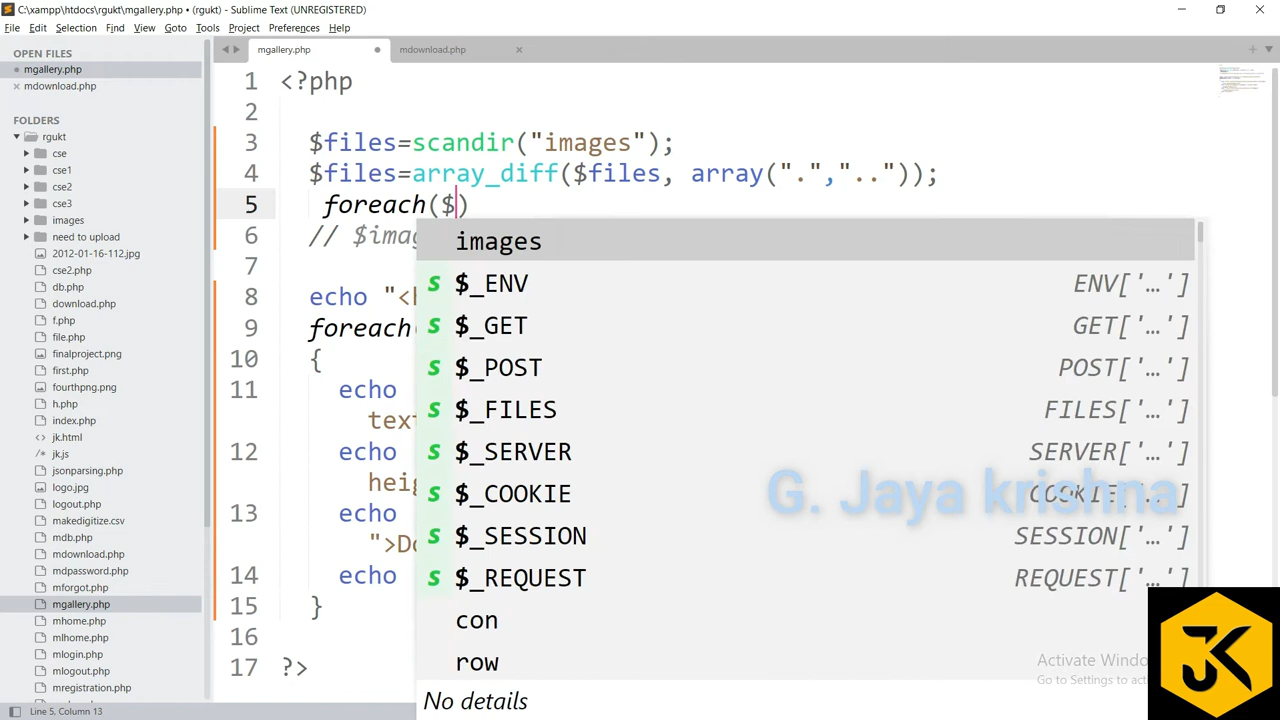 C:\xampp\htdocs\rgukt\mgallery.php • (rgukt) - Sublime Text (UNREGISTERED)
File Edit Selection Find View Goto Tools Project Preferences Help
OPEN FILES
mgallery.php
mdownload.php
FOLDERS
rgukt
cse
cse1
cse2
cse3
images
need to upload
2012-01-16-112.jpg
cse2.php
db.php
download.php
f.php
file.php
finalproject.png
first.php
fourthpng.png
h.php
index.php
jk.html
jk.js
jsonparsing.php
logo.jpg
logout.php
makedigitize.csv
mdb.php
mdownload.php
mdpassword.php
mforgot.php
mgallery.php
mhome.php
mlhome.php
mlogin.php
mlogout.php
mregistration.php
mgallery.php mdownload.php
1 <?php
2
3 $files=scandir("images");
4 $files=array_diff($files, array(".",".."));
5 foreach($)
6 // $imag
7
8 echo "<h
9 foreach(
10 {
11 echo
text
12 echo
heig
13 echo
">Do
14 echo
15 }
16
17 ?>
images
$_ENV ENV['…']
$_GET GET['…']
$_POST POST['…']
$_FILES FILES['…']
$_SERVER SERVER['…']
$_COOKIE COOKIE['…']
$_SESSION SESSION['…']
$_REQUEST REQUEST['…']
con
row
No details
G. Jaya krishna
Activate Windo
Go to Settings to act
JK
Line 5, Column 13